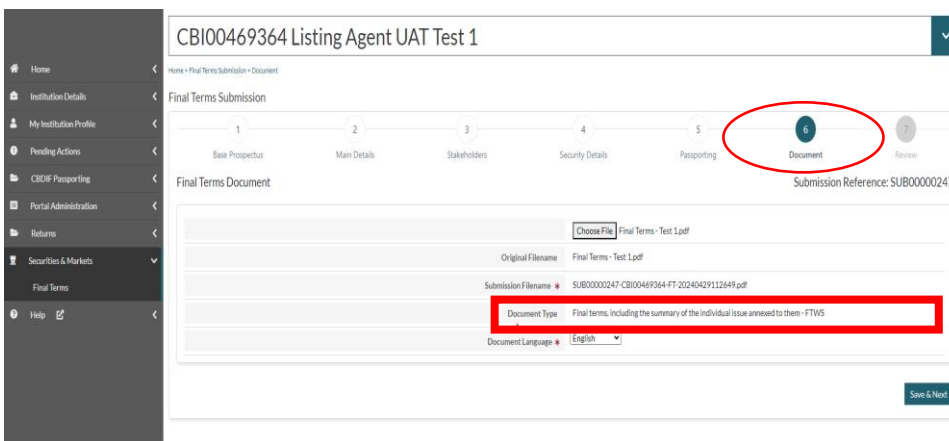 CBI00469364 Listing Agent UAT Test 1
Home
Institution Details
My Institution Profile
Pending Actions
CBDIF Passporting
Portal Administration
Returns
Securities & Markets
Final Terms
Help
Home » Final Terms Submission » Document
Final Terms Submission
1 2 3 4 5 6 7
Base Prospectus Main Details Stakeholders Security Details Passporting Document Review
Final Terms Document Submission Reference: SUB00000247
Choose File Final Terms - Test 1.pdf
Original Filename Final Terms - Test 1.pdf
Submission Filename * SUB00000247-CBI00469364-FT-20240429112649.pdf
Document Type Final terms, including the summary of the individual issue annexed to them - FTWS
Document Language * English
Save & Next